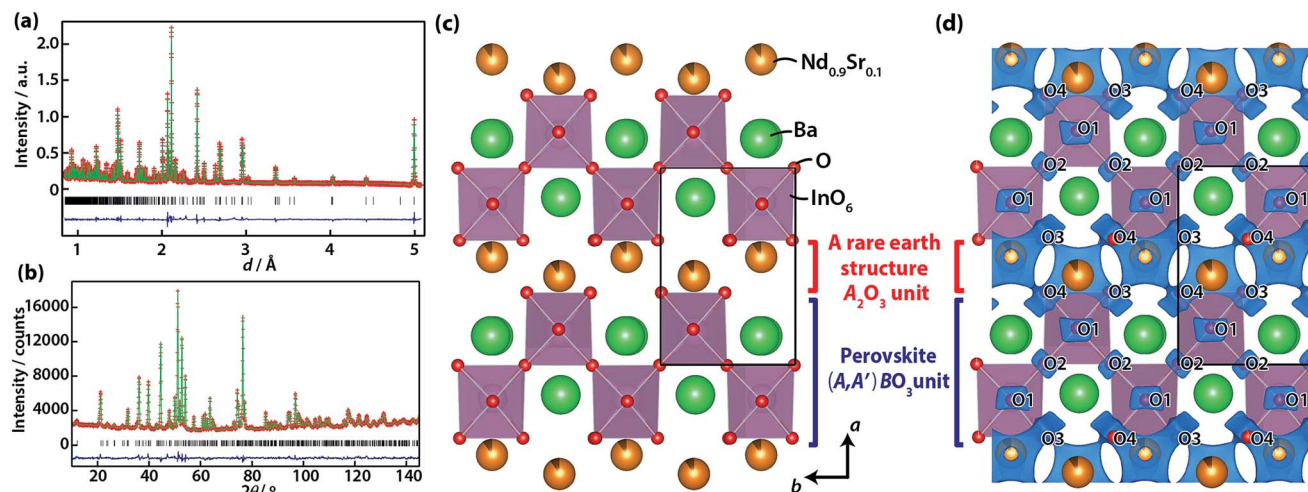 (a)
Intensity / a.u.
2.0
1.5
1.0
0.5
0
1
2
3
4
5
d / Å
(b)
Intensity / counts
16000
12000
8000
4000
0
20
40
60
80
100
120
140
2θ / °
(c)
Nd0.9Sr0.1
Ba
O
InO6
A rare earth
structure
A2O3 unit
Perovskite
(A,A′)BO3unit
a
b
(d)
O4
O3
O4
O3
O1
O1
O2
O2
O2
O1
O1
O1
O3
O4
O3
O4
O4
O3
O4
O3
O1
O1
O2
O2
O2
O1
O1
O1
O3
O4
O3
O4